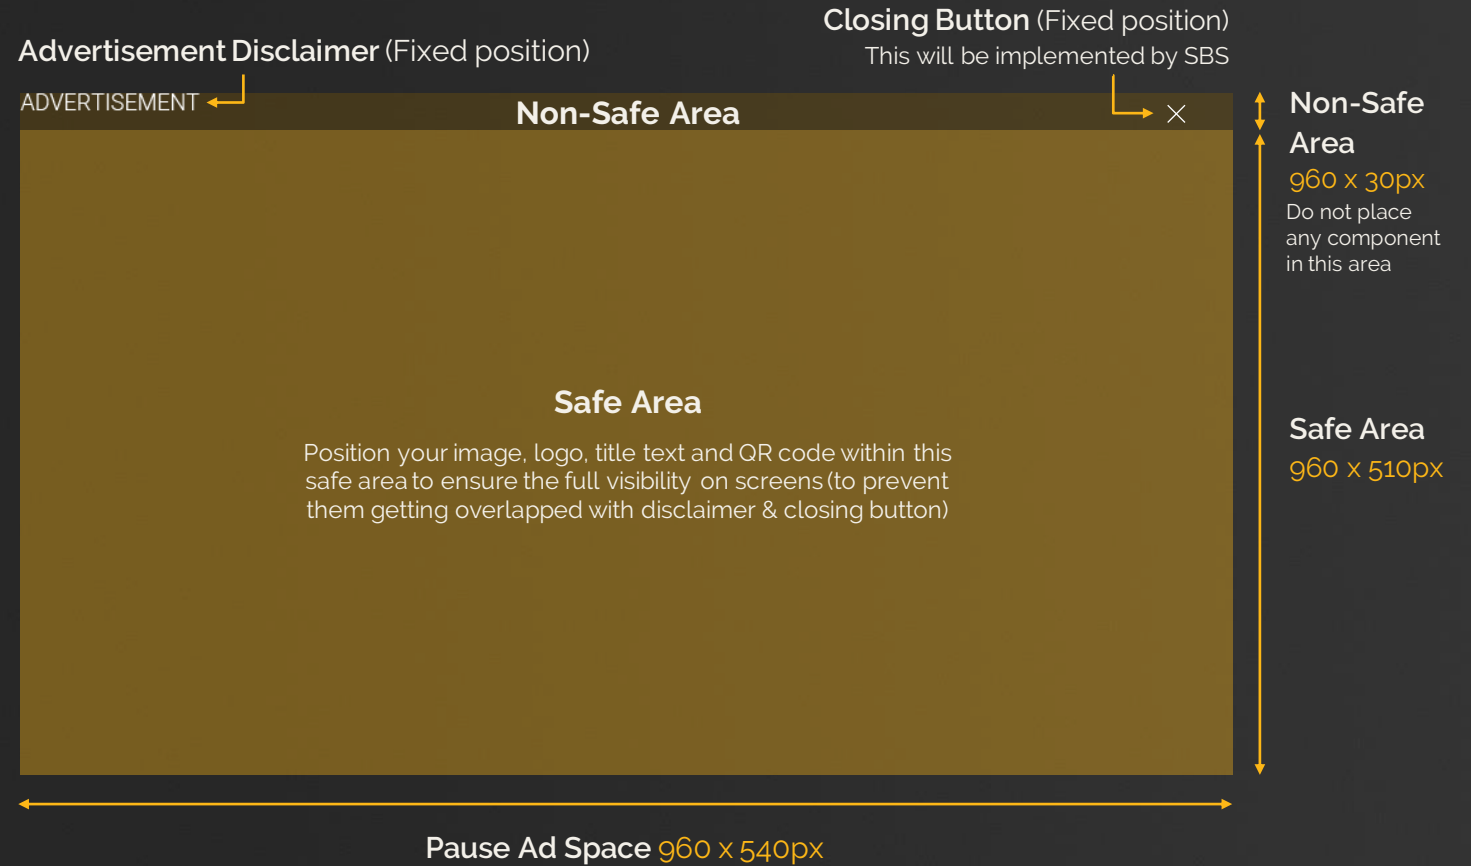 Closing Button (Fixed position)
This will be implemented by SBS
Advertisement Disclaimer (Fixed position)
ADVERTISEMENT
Non-Safe Area
Non-Safe
Area
960 x 30px
Do not place
any component
in this area
Safe Area
Position your image, logo, title text and QR code within this
safe area to ensure the full visibility on screens (to prevent
them getting overlapped with disclaimer & closing button)
Safe Area
960 x 510px
Pause Ad Space 960 x 540px